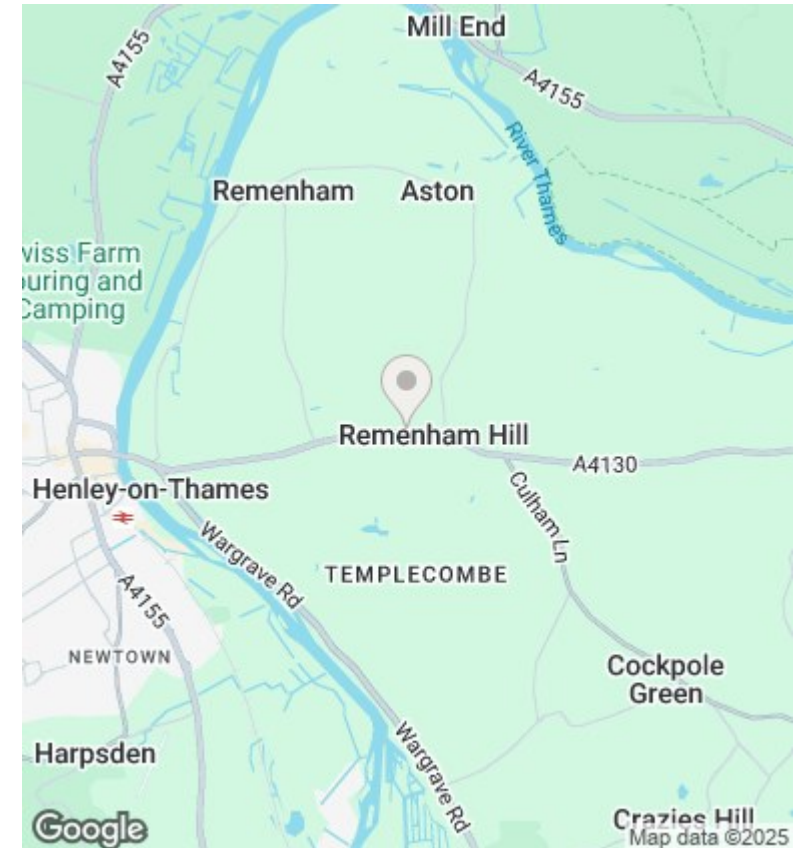 Mill End
A4155
A4155
River Thames
Remenham
Aston
wiss Farm
ouring and
Camping
Remenham Hill
A4130
Henley-on-Thames
Culham Ln
Wargrave Rd
TEMPLECOMBE
A4155
NEWTOWN
Cockpole
Green
Harpsden
Wargrave Rd
Crazies Hill
Google
Map data ©2025